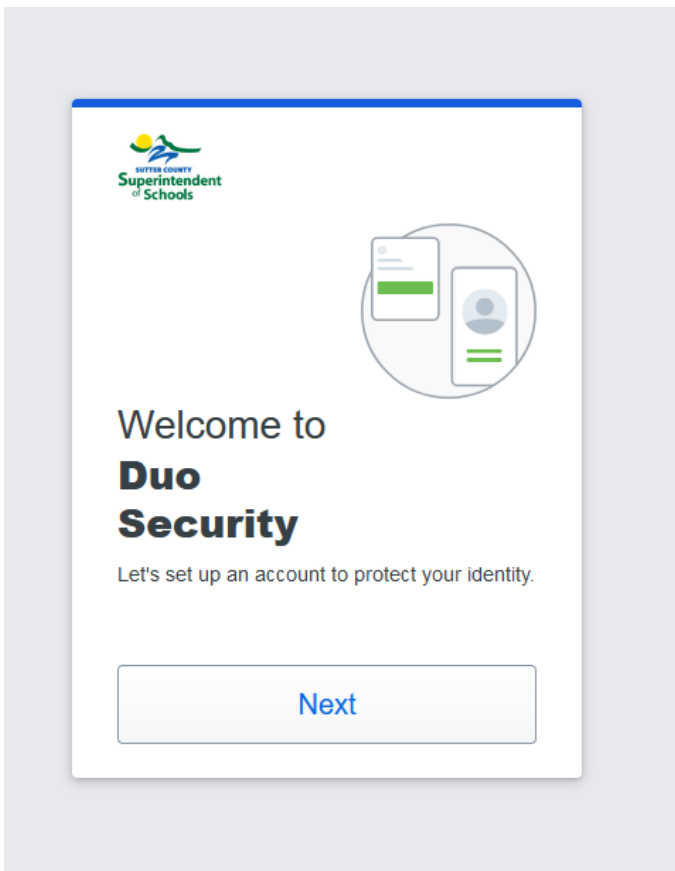 SUTTER COUNTY
Superintendent
of Schools
Welcome to
Duo
Security
Let's set up an account to protect your identity.
Next